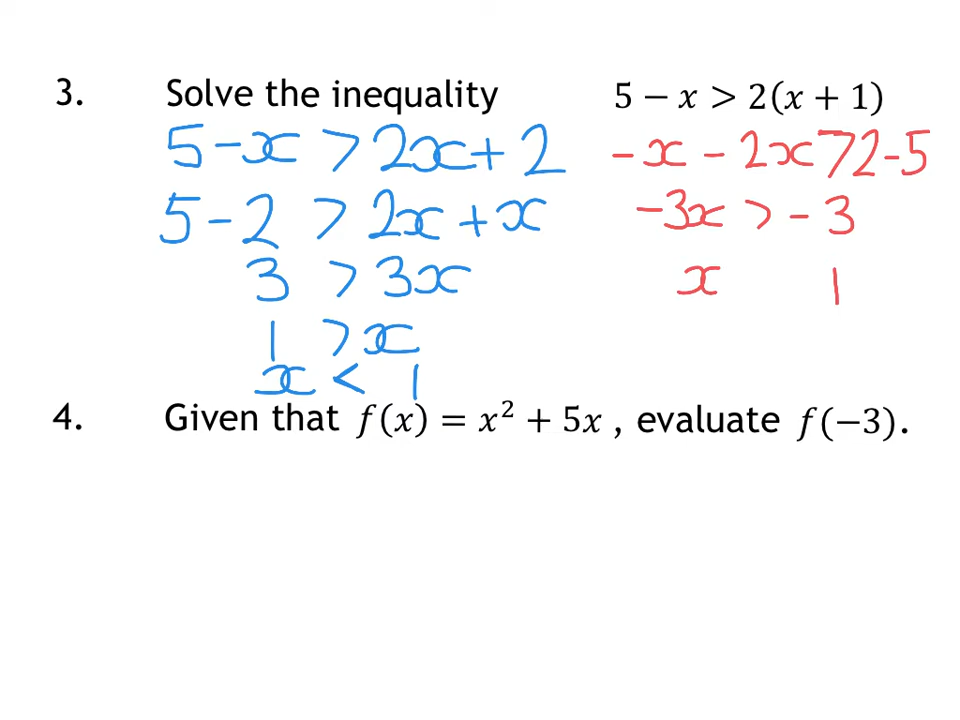 3. Solve the inequality 5 − x > 2(x + 1)
5 - x > 2x + 2
5 - 2 > 2x + x
3 > 3x
1 > x
x < 1
- x - 2x > 2 - 5
- 3x > - 3
x 1
4. Given that f(x) = x² + 5x , evaluate f(−3).